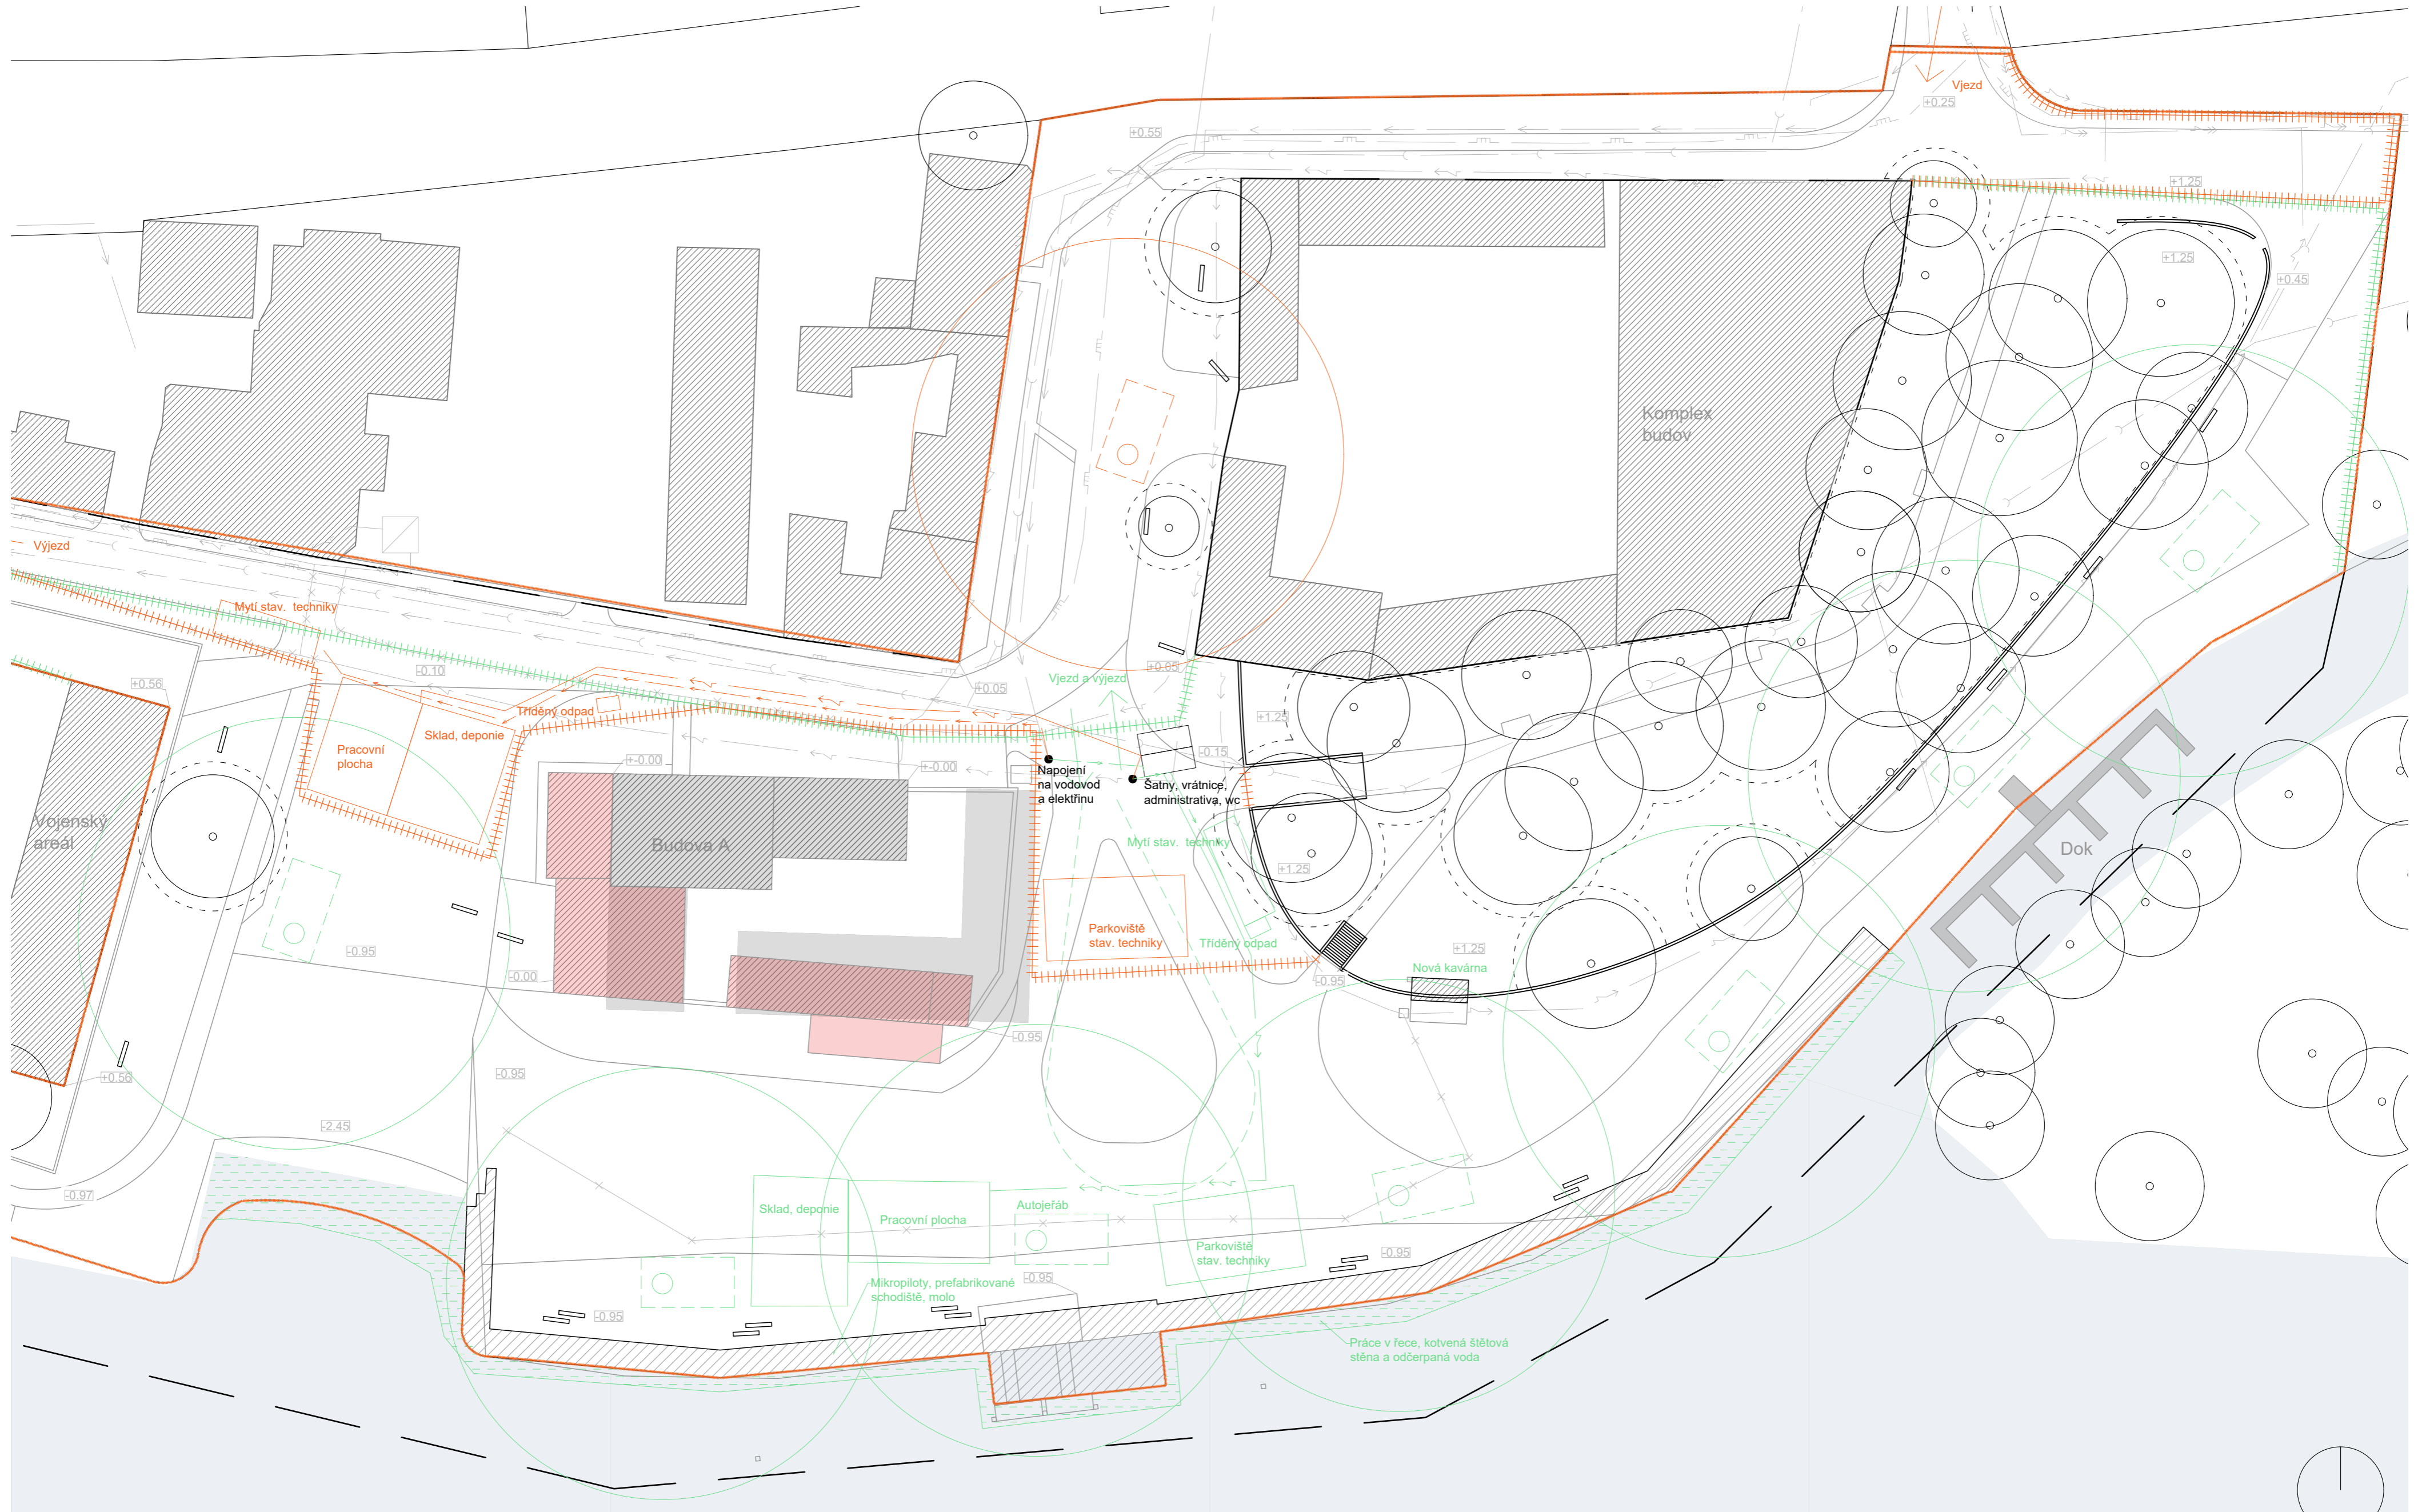 Vjezd
+0.25
+0.55
+1.25
+1.25
+0.45
Komplex
budov
Výjezd
Mytí stav. techniky
-0.10
+0.56
+0.05
+0.05
Vjezd a výjezd
Tříděný odpad
Sklad, deponie
Pracovní
plocha
+1.25
-0.15
+-0.00
+-0.00
Napojení
na vodovod
a elektřinu
Šatny, vrátnice,
administrativa, wc
Vojenský
areál
Budova A
Mytí stav. techniky
Dok
+1.25
Parkoviště
stav. techniky
Tříděný odpad
+1.25
-0.95
-0.00
Nová kavárna
-0.95
-0.95
-0.95
+0.56
-2.45
-0.97
Sklad, deponie
Pracovní plocha
Autojeřáb
Parkoviště
stav. techniky
-0.95
-0.95
Mikropiloty, prefabrikované
schodiště, molo
-0.95
Práce v řece, kotvená štětová
stěna a odčerpaná voda